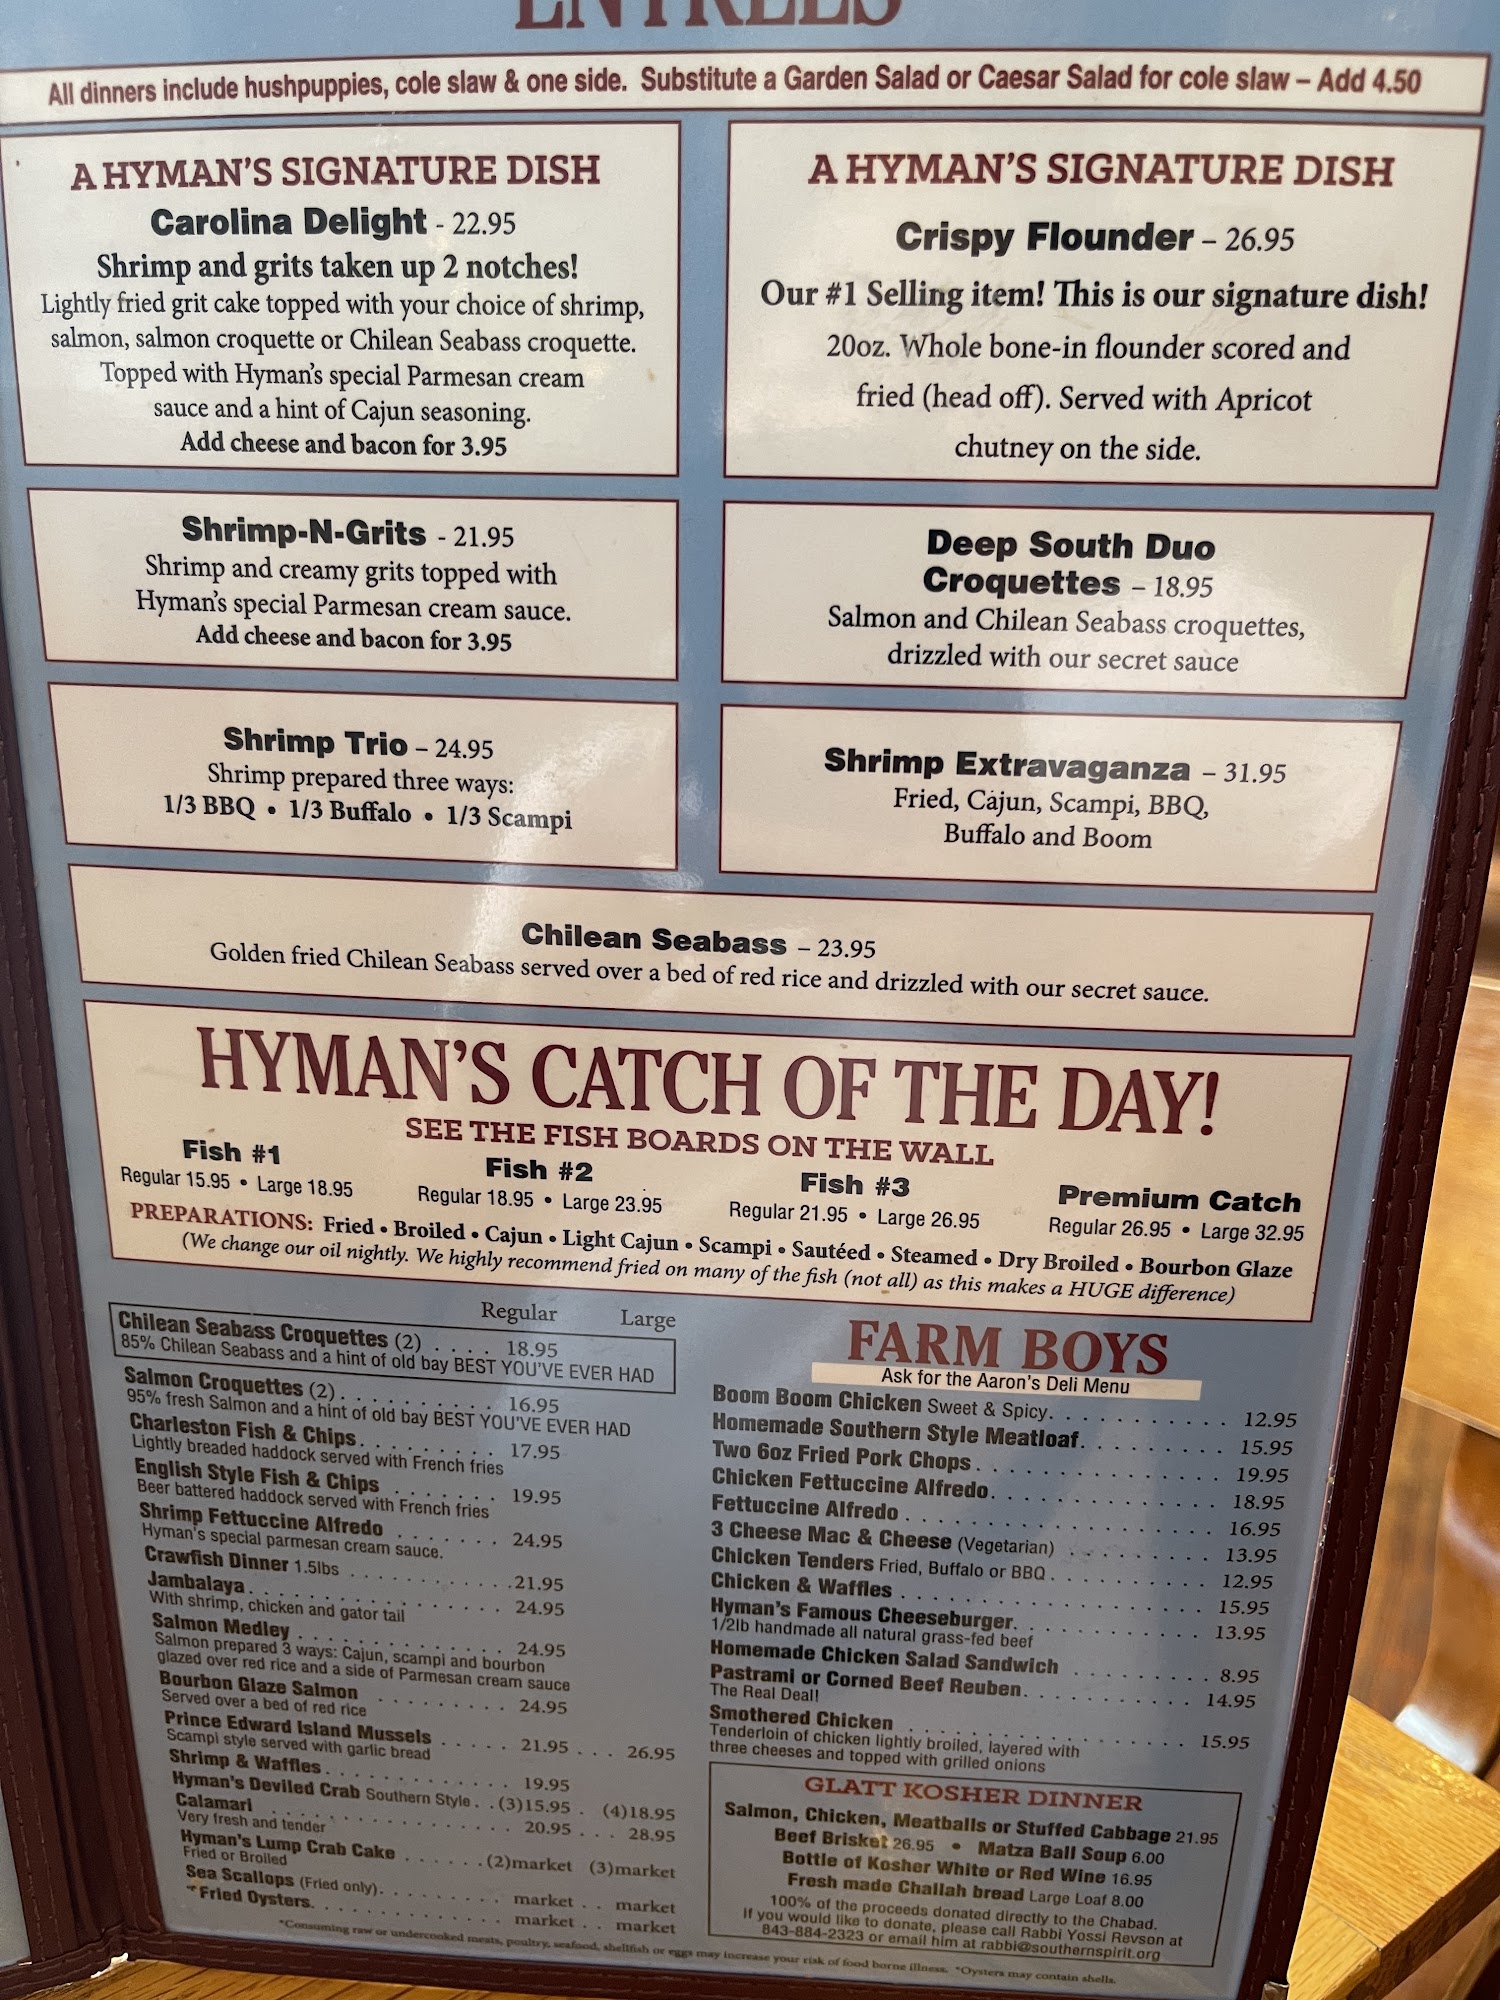 ENTREES
All dinners include hushpuppies, cole slaw & one side. Substitute a Garden Salad or Caesar Salad for cole slaw – Add 4.50
A HYMAN'S SIGNATURE DISH
Carolina Delight - 22.95
Shrimp and grits taken up 2 notches!
Lightly fried grit cake topped with your choice of shrimp,
salmon, salmon croquette or Chilean Seabass croquette.
Topped with Hyman's special Parmesan cream
sauce and a hint of Cajun seasoning.
Add cheese and bacon for 3.95
A HYMAN'S SIGNATURE DISH
Crispy Flounder – 26.95
Our #1 Selling item! This is our signature dish!
20oz. Whole bone-in flounder scored and
fried (head off). Served with Apricot
chutney on the side.
Shrimp-N-Grits - 21.95
Shrimp and creamy grits topped with
Hyman's special Parmesan cream sauce.
Add cheese and bacon for 3.95
Deep South Duo
Croquettes – 18.95
Salmon and Chilean Seabass croquettes,
drizzled with our secret sauce
Shrimp Trio – 24.95
Shrimp prepared three ways:
1/3 BBQ • 1/3 Buffalo • 1/3 Scampi
Shrimp Extravaganza – 31.95
Fried, Cajun, Scampi, BBQ,
Buffalo and Boom
Chilean Seabass – 23.95
Golden fried Chilean Seabass served over a bed of red rice and drizzled with our secret sauce.
HYMAN'S CATCH OF THE DAY!
SEE THE FISH BOARDS ON THE WALL
Fish #1
Regular 15.95 • Large 18.95
Fish #2
Regular 18.95 • Large 23.95
Fish #3
Regular 21.95 • Large 26.95
Premium Catch
Regular 26.95 • Large 32.95
PREPARATIONS: Fried • Broiled • Cajun • Light Cajun • Scampi • Sautéed • Steamed • Dry Broiled • Bourbon Glaze
(We change our oil nightly. We highly recommend fried on many of the fish (not all) as this makes a HUGE difference)
Regular Large
Chilean Seabass Croquettes (2) . . . . 18.95
85% Chilean Seabass and a hint of old bay BEST YOU'VE EVER HAD
Salmon Croquettes (2) . . . . . . . . . 16.95
95% fresh Salmon and a hint of old bay BEST YOU'VE EVER HAD
Charleston Fish & Chips . . . . . . . . . 17.95
Lightly breaded haddock served with French fries
English Style Fish & Chips . . . . . . . 19.95
Beer battered haddock served with French fries
Shrimp Fettuccine Alfredo . . . . . . 24.95
Hyman's special parmesan cream sauce.
Crawfish Dinner 1.5lbs . . . . . . . . . . 21.95
Jambalaya . . . . . . . . . . . . . . 24.95
With shrimp, chicken and gator tail
Salmon Medley . . . . . . . . . . . . 24.95
Salmon prepared 3 ways: Cajun, scampi and bourbon
glazed over red rice and a side of Parmesan cream sauce
Bourbon Glaze Salmon . . . . . . . . 24.95
Served over a bed of red rice
Prince Edward Island Mussels . . . . . 21.95 . . . 26.95
Scampi style served with garlic bread
Shrimp & Waffles . . . . . . . . . . . . 19.95
Hyman's Deviled Crab Southern Style . . (3)15.95 . (4)18.95
Calamari . . . . . . . . . . . . . . . 20.95 . . . 28.95
Very fresh and tender
Hyman's Lump Crab Cake . . . . . . (2)market (3)market
Fried or Broiled
Sea Scallops (Fried only) . . . . . . . . . market . . market
*Fried Oysters . . . . . . . . . . . . . market . . market
FARM BOYS
Ask for the Aaron's Deli Menu
Boom Boom Chicken Sweet & Spicy . . . . . . . . . . 12.95
Homemade Southern Style Meatloaf . . . . . . . . . 15.95
Two 6oz Fried Pork Chops . . . . . . . . . . . . . . 19.95
Chicken Fettuccine Alfredo . . . . . . . . . . . . . 18.95
Fettuccine Alfredo . . . . . . . . . . . . . . . . 16.95
3 Cheese Mac & Cheese (Vegetarian) . . . . . . . . 13.95
Chicken Tenders Fried, Buffalo or BBQ . . . . . . . . . 12.95
Chicken & Waffles . . . . . . . . . . . . . . . . 15.95
Hyman's Famous Cheeseburger . . . . . . . . . . . 13.95
1/2lb handmade all natural grass-fed beef
Homemade Chicken Salad Sandwich . . . . . . . . . 8.95
Pastrami or Corned Beef Reuben . . . . . . . . . . . 14.95
The Real Deal!
Smothered Chicken . . . . . . . . . . . . . . . . 15.95
Tenderloin of chicken lightly broiled, layered with
three cheeses and topped with grilled onions
GLATT KOSHER DINNER
Salmon, Chicken, Meatballs or Stuffed Cabbage 21.95
Beef Brisket 26.95 • Matza Ball Soup 6.00
Bottle of Kosher White or Red Wine 16.95
Fresh made Challah bread Large Loaf 8.00
100% of the proceeds donated directly to the Chabad.
If you would like to donate, please call Rabbi Yossi Revson at
843-884-2323 or email him at rabbi@southernspirit.org
*Consuming raw or undercooked meats, poultry, seafood, shellfish or eggs may increase your risk of food borne illness. *Oysters may contain shells.